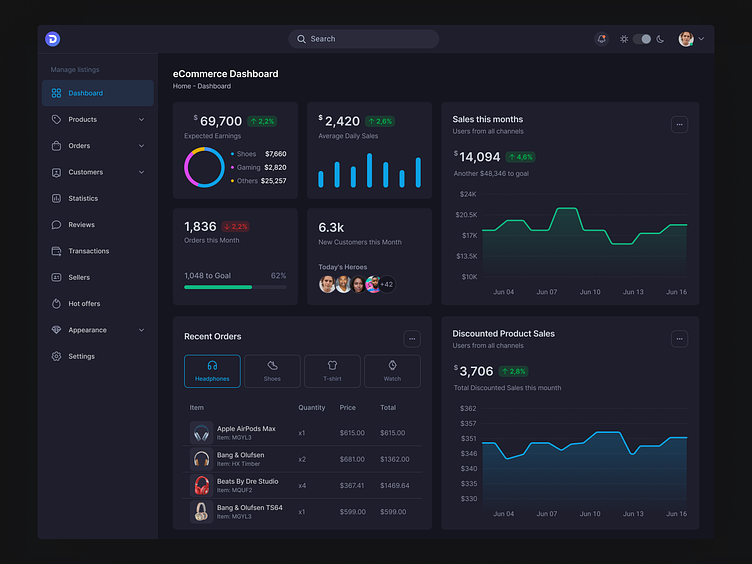 D
Search
Manage listings
Dashboard
Products
Orders
Customers
Statistics
Reviews
Transactions
Sellers
Hot offers
Appearance
Settings
eCommerce Dashboard
Home - Dashboard
$ 69,700 ↑ 2,2%
Expected Earnings
Shoes $7,660
Gaming $2,820
Others $25,257
$ 2,420 ↑ 2,6%
Average Daily Sales
Sales this months
Users from all channels
$ 14,094 ↑ 4,6%
Another $48,346 to goal
$24K
$20.5K
$17K
$13.5K
$10K
Jun 04 Jun 07 Jun 10 Jun 13 Jun 16
1,836 ↓ 2,2%
Orders this Month
1,048 to Goal 62%
6.3k
New Customers this Month
Today's Heroes
+42
Recent Orders
Headphones Shoes T-shirt Watch
Item Quantity Price Total
Apple AirPods Max
Item: MGYL3
x1 $615.00 $615.00
Bang & Olufsen
Item: HX Timber
x2 $681.00 $1362.00
Beats By Dre Studio
Item: MQUF2
x4 $367.41 $1469.64
Bang & Olufsen TS64
Item: MGYL3
x1 $599.00 $599.00
Discounted Product Sales
Users from all channels
$ 3,706 ↑ 2,8%
Total Discounted Sales this mounth
$362
$357
$351
$346
$340
$335
$330
Jun 04 Jun 07 Jun 10 Jun 13 Jun 16